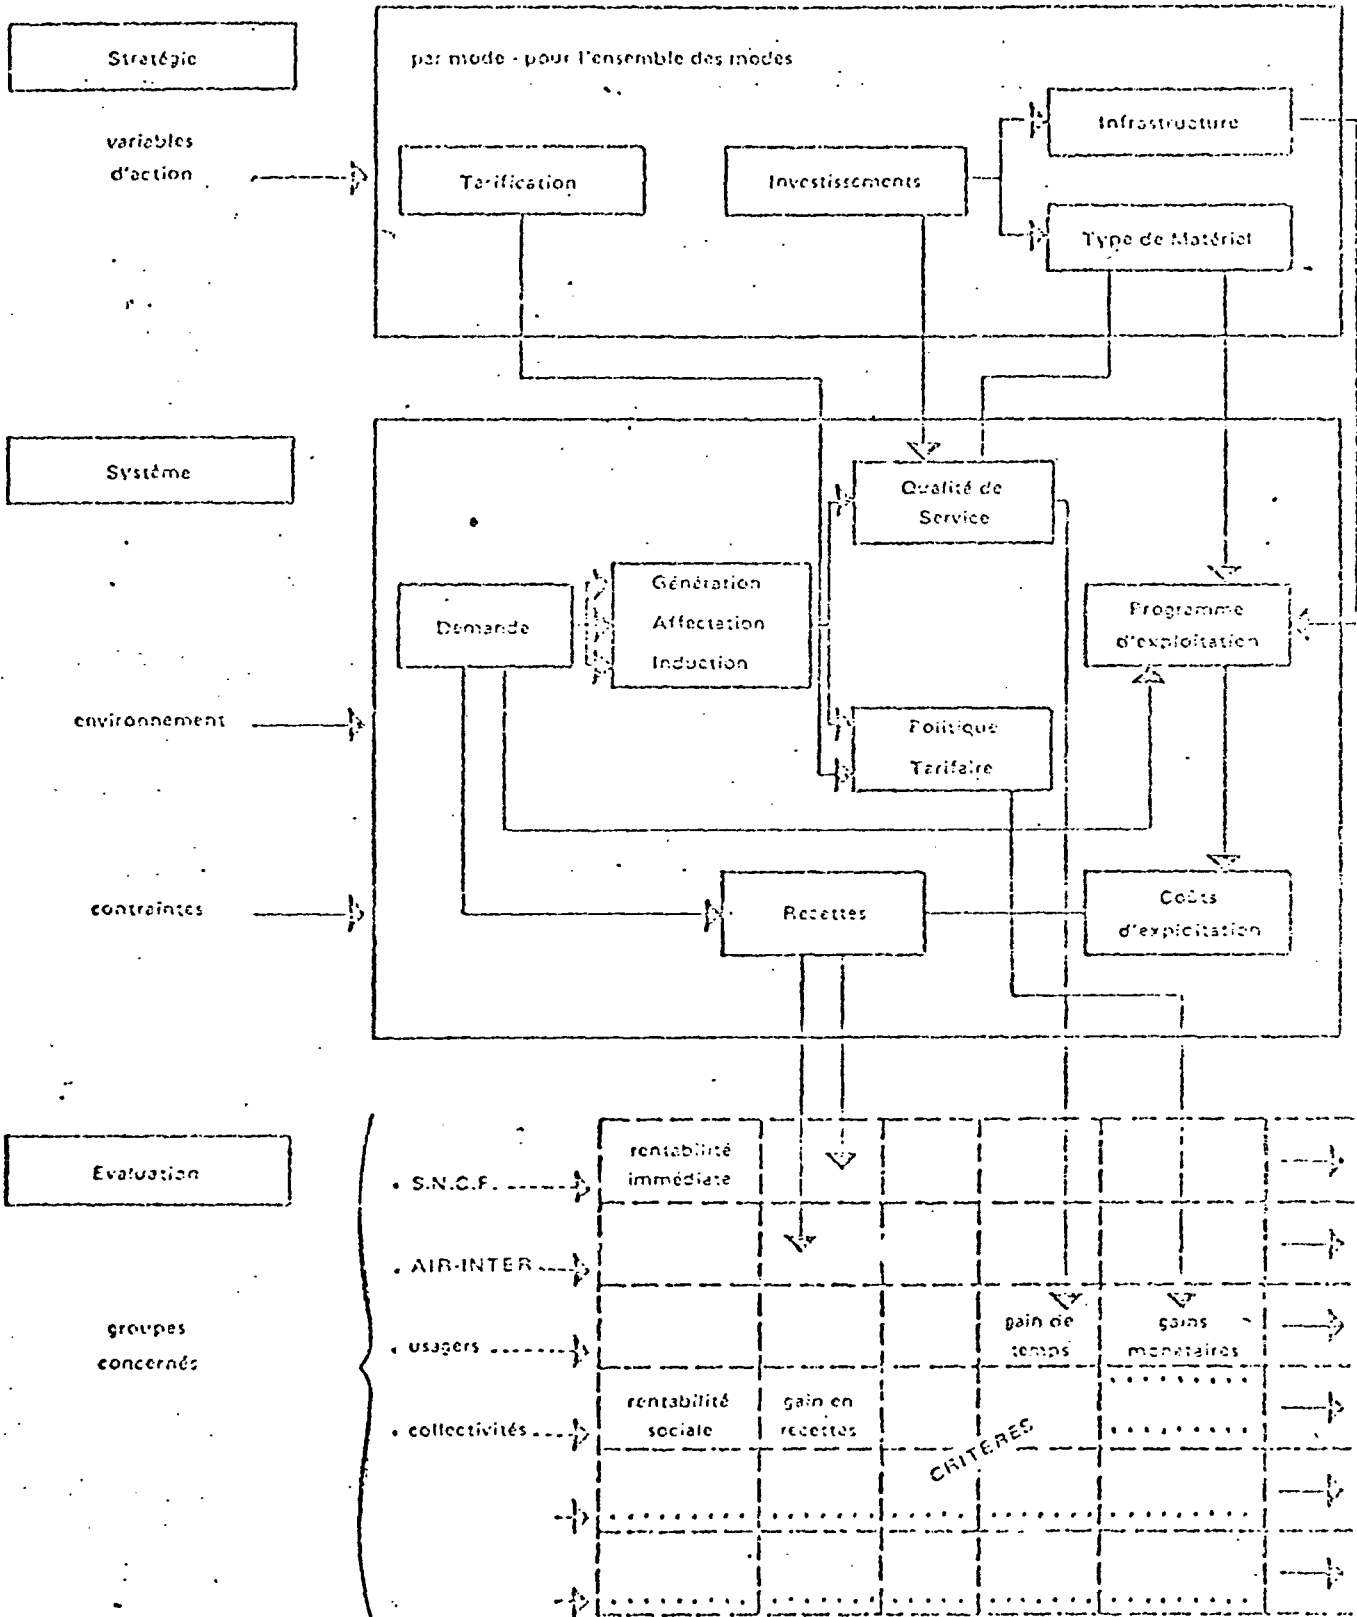 Stratégie
par mode - pour l'ensemble des modes
variables
d'action
Tarification
Investissements
Infrastructure
Type de Matériel
Système
Qualité de
Service
Demande
Génération
Affectation
Induction
Programme
d'exploitation
environnement
Politique
Tarifaire
contraintes
Recettes
Coûts
d'exploitation
Evaluation
• S.N.C.F.
rentabilité
immédiate
• AIR-INTER
groupes
concernés
• usagers
gain de
temps
gains
monétaires
• collectivités
rentabilité
sociale
gain en
recettes
CRITERES